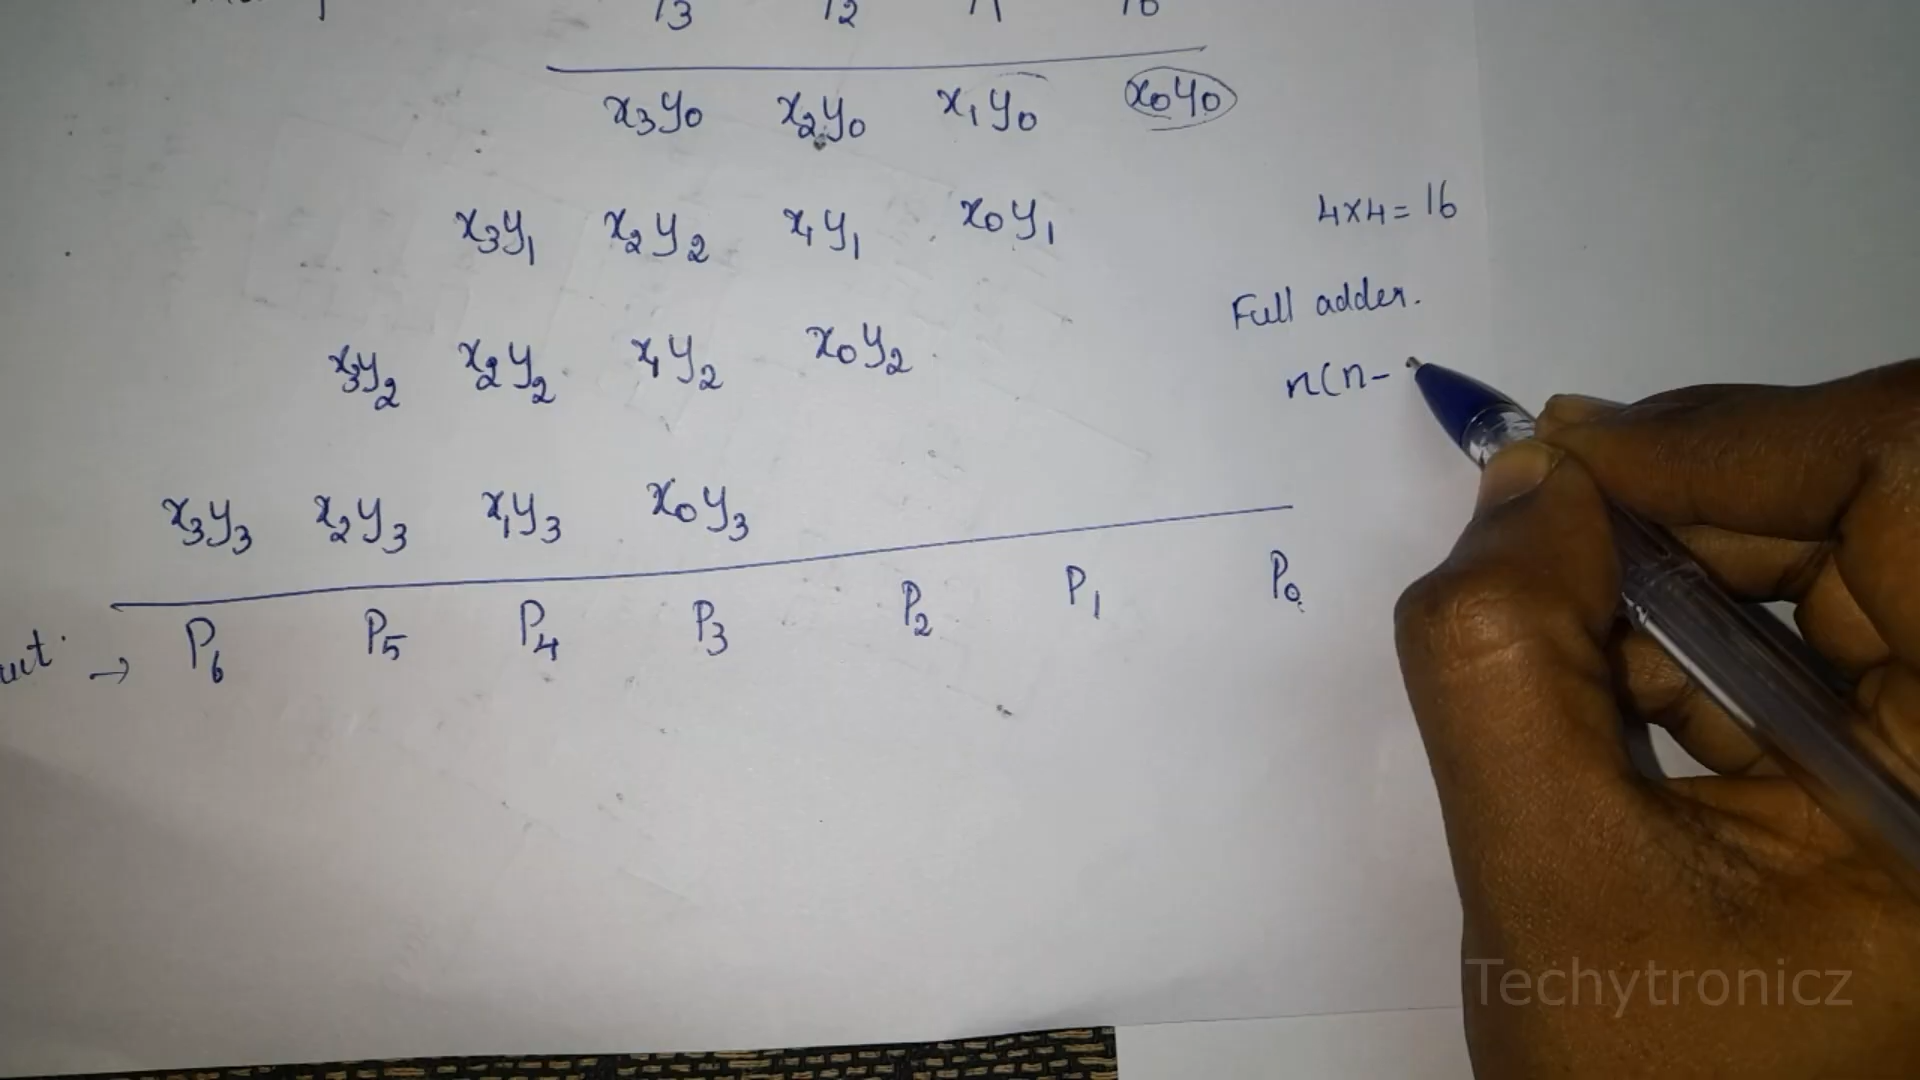 x₃y₀ x₂y₀ x₁y₀ x₀y₀
x₃y₁ x₂y₂ x₁y₁ x₀y₁
4x4= 16
Full adder.
x₃y₂ x₂y₂ x₁y₂ x₀y₂
n(n-
x₃y₃ x₂y₃ x₁y₃ x₀y₃
→ P₆ P₅ P₄ P₃ P₂ P₁ P₀
Techytronicz